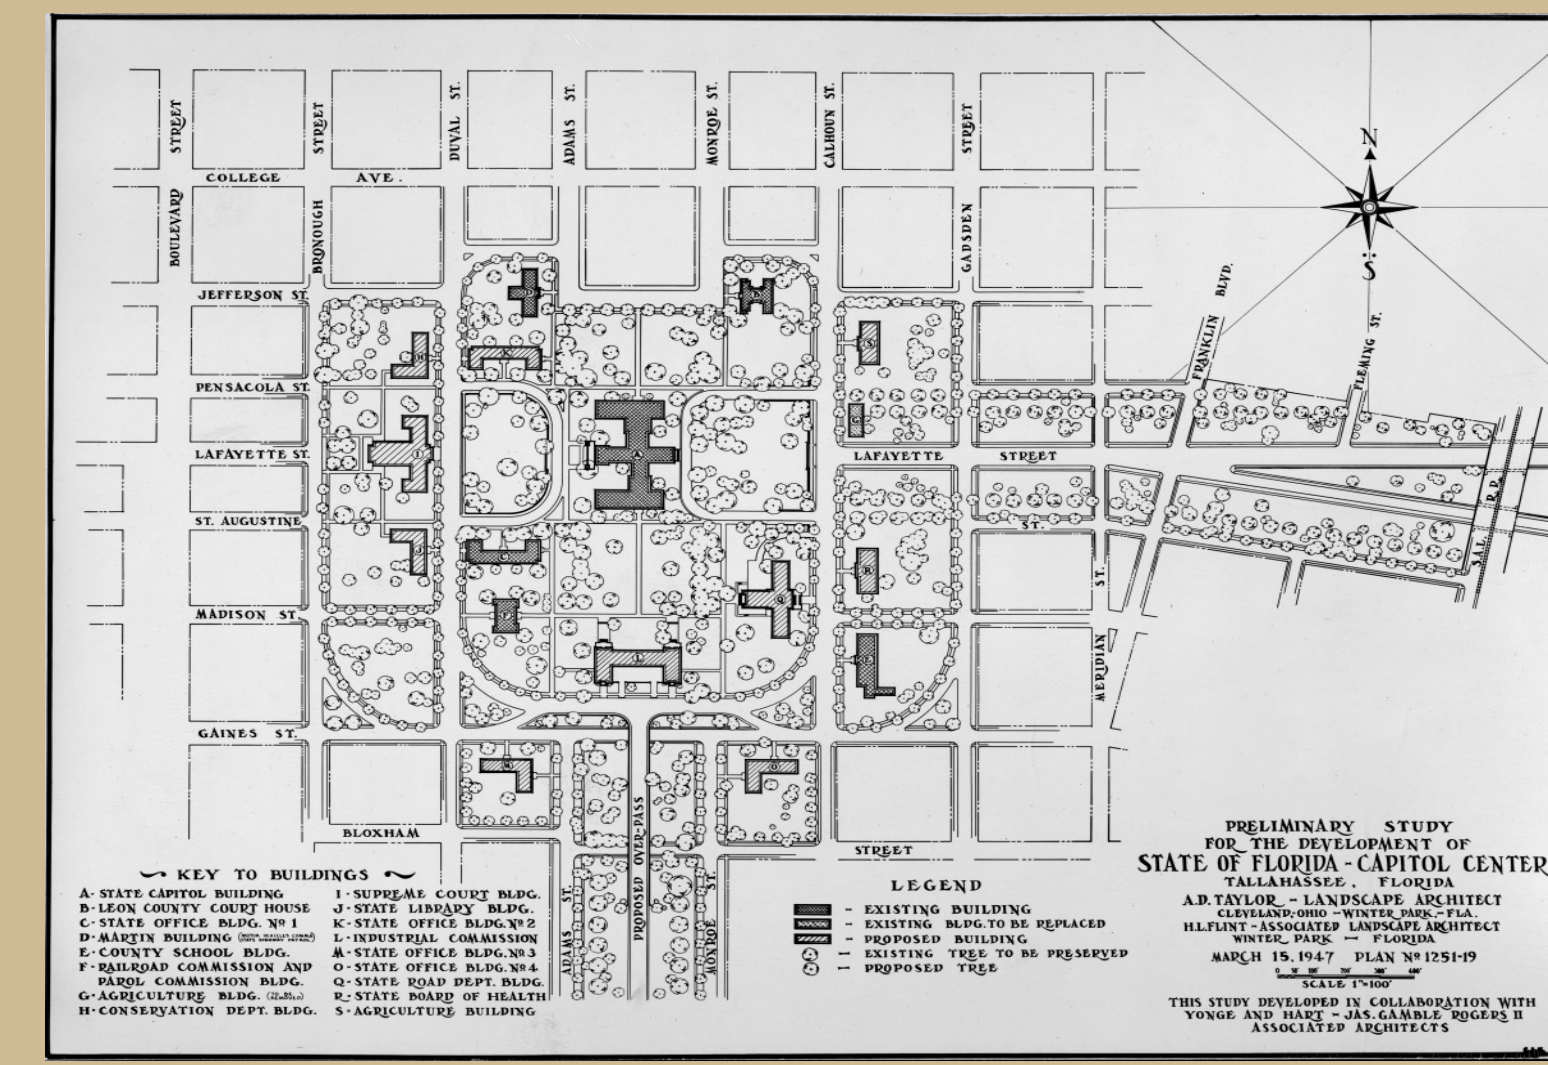 STREET
STREET
DUVAL ST.
ADAMS ST.
MONROE ST.
CALHOUN ST.
STREET
COLLEGE AVE.
BOULEVARD
BRONOUGH
GADSDEN
N
S
JEFFERSON ST.
FRANKLIN BLVD.
FLEMING ST.
PENSACOLA ST.
LAFAYETTE ST.
LAFAYETTE STREET
ST. AUGUSTINE
ST.
S.A.L. R.R.
MADISON ST.
MERIDIAN ST.
GAINES ST.
BLOXHAM
STREET
ADAMS ST.
PROPOSED OVER-PASS
MONROE ST.
H
K
S
I
A
G
J
C
R
F
Q
L
KEY TO BUILDINGS
A - STATE CAPITOL BUILDING
B - LEON COUNTY COURT HOUSE
C - STATE OFFICE BLDG. Nº 1
D - MARTIN BUILDING
E - COUNTY SCHOOL BLDG.
F - RAILROAD COMMISSION AND
PAROL COMMISSION BLDG.
G - AGRICULTURE BLDG.
H - CONSERVATION DEPT. BLDG.
I - SUPREME COURT BLDG.
J - STATE LIBRARY BLDG.
K - STATE OFFICE BLDG. Nº 2
L - INDUSTRIAL COMMISSION
M - STATE OFFICE BLDG. Nº 3
O - STATE OFFICE BLDG. Nº 4
Q - STATE ROAD DEPT. BLDG.
R - STATE BOARD OF HEALTH
S - AGRICULTURE BUILDING
LEGEND
- EXISTING BUILDING
- EXISTING BLDG. TO BE REPLACED
- PROPOSED BUILDING
- EXISTING TREE TO BE PRESERVED
- PROPOSED TREE
PRELIMINARY STUDY
FOR THE DEVELOPMENT OF
STATE OF FLORIDA - CAPITOL CENTER
TALLAHASSEE, FLORIDA
A.D. TAYLOR - LANDSCAPE ARCHITECT
CLEVELAND, OHIO - WINTER PARK, - FLA.
H.L. FLINT - ASSOCIATED LANDSCAPE ARCHITECT
WINTER PARK - FLORIDA
MARCH 15, 1947 PLAN Nº 1251-19
0 50' 100' 200' 300' 400'
SCALE 1"=100'
THIS STUDY DEVELOPED IN COLLABORATION WITH
YONGE AND HART - JAS. GAMBLE ROGERS II
ASSOCIATED ARCHITECTS